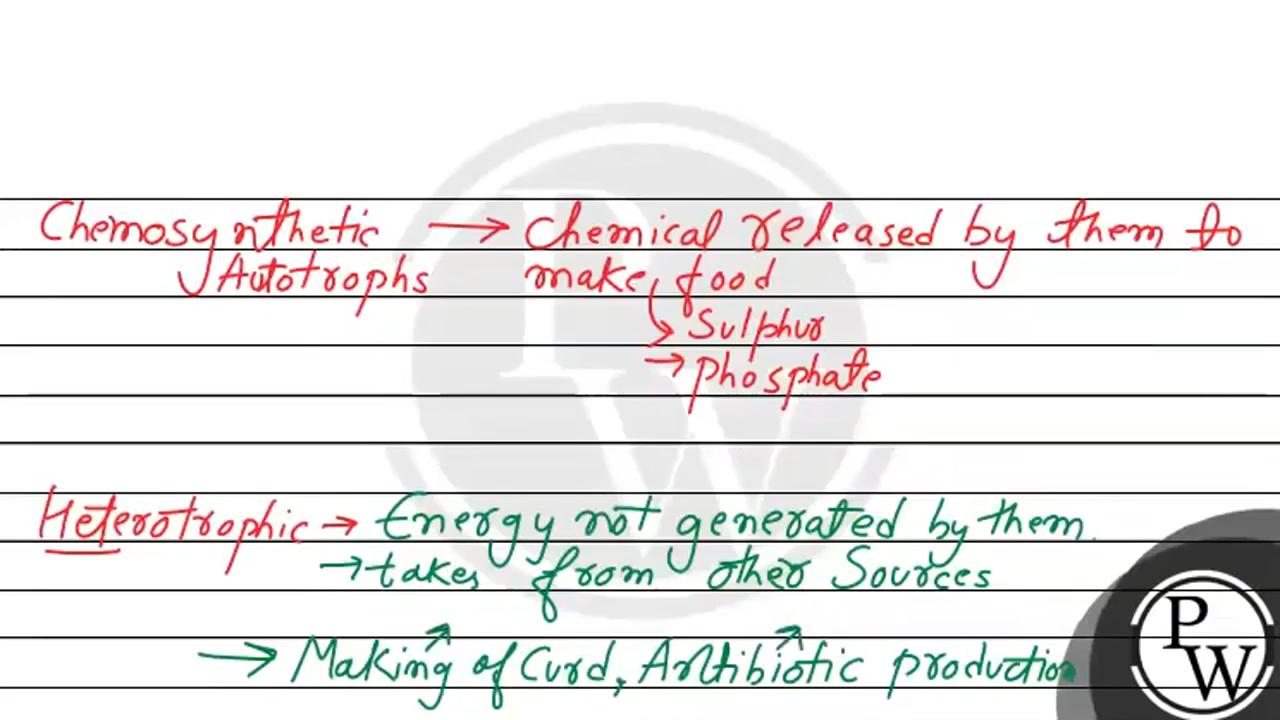 Chemosynthetic → Chemical released by them to
Autotrophs make food
↳ Sulphur
→ phosphate
Heterotrophic → Energy not generated by them.
→ takes from other Sources
→ Making of Curd, Antibiotic production
PW
PW